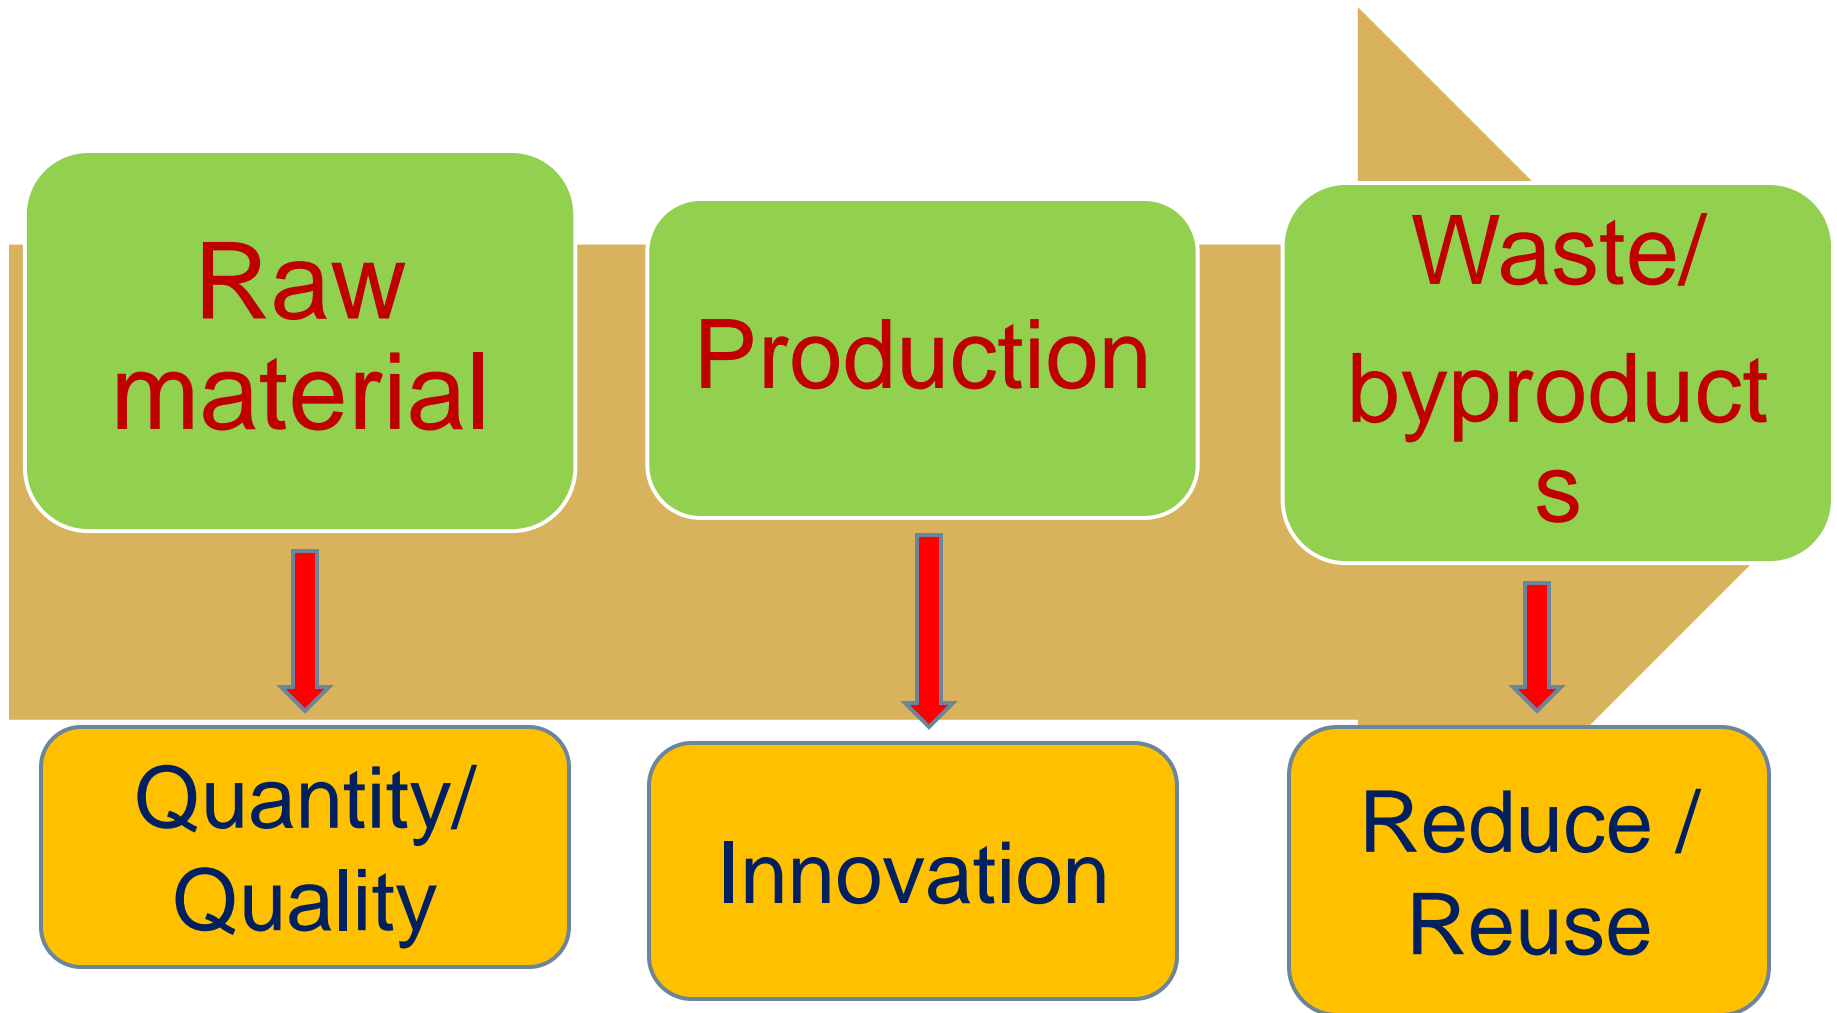 Raw
material
Production
Waste/
byproduct
s
Quantity/
Quality
Innovation
Reduce /
Reuse